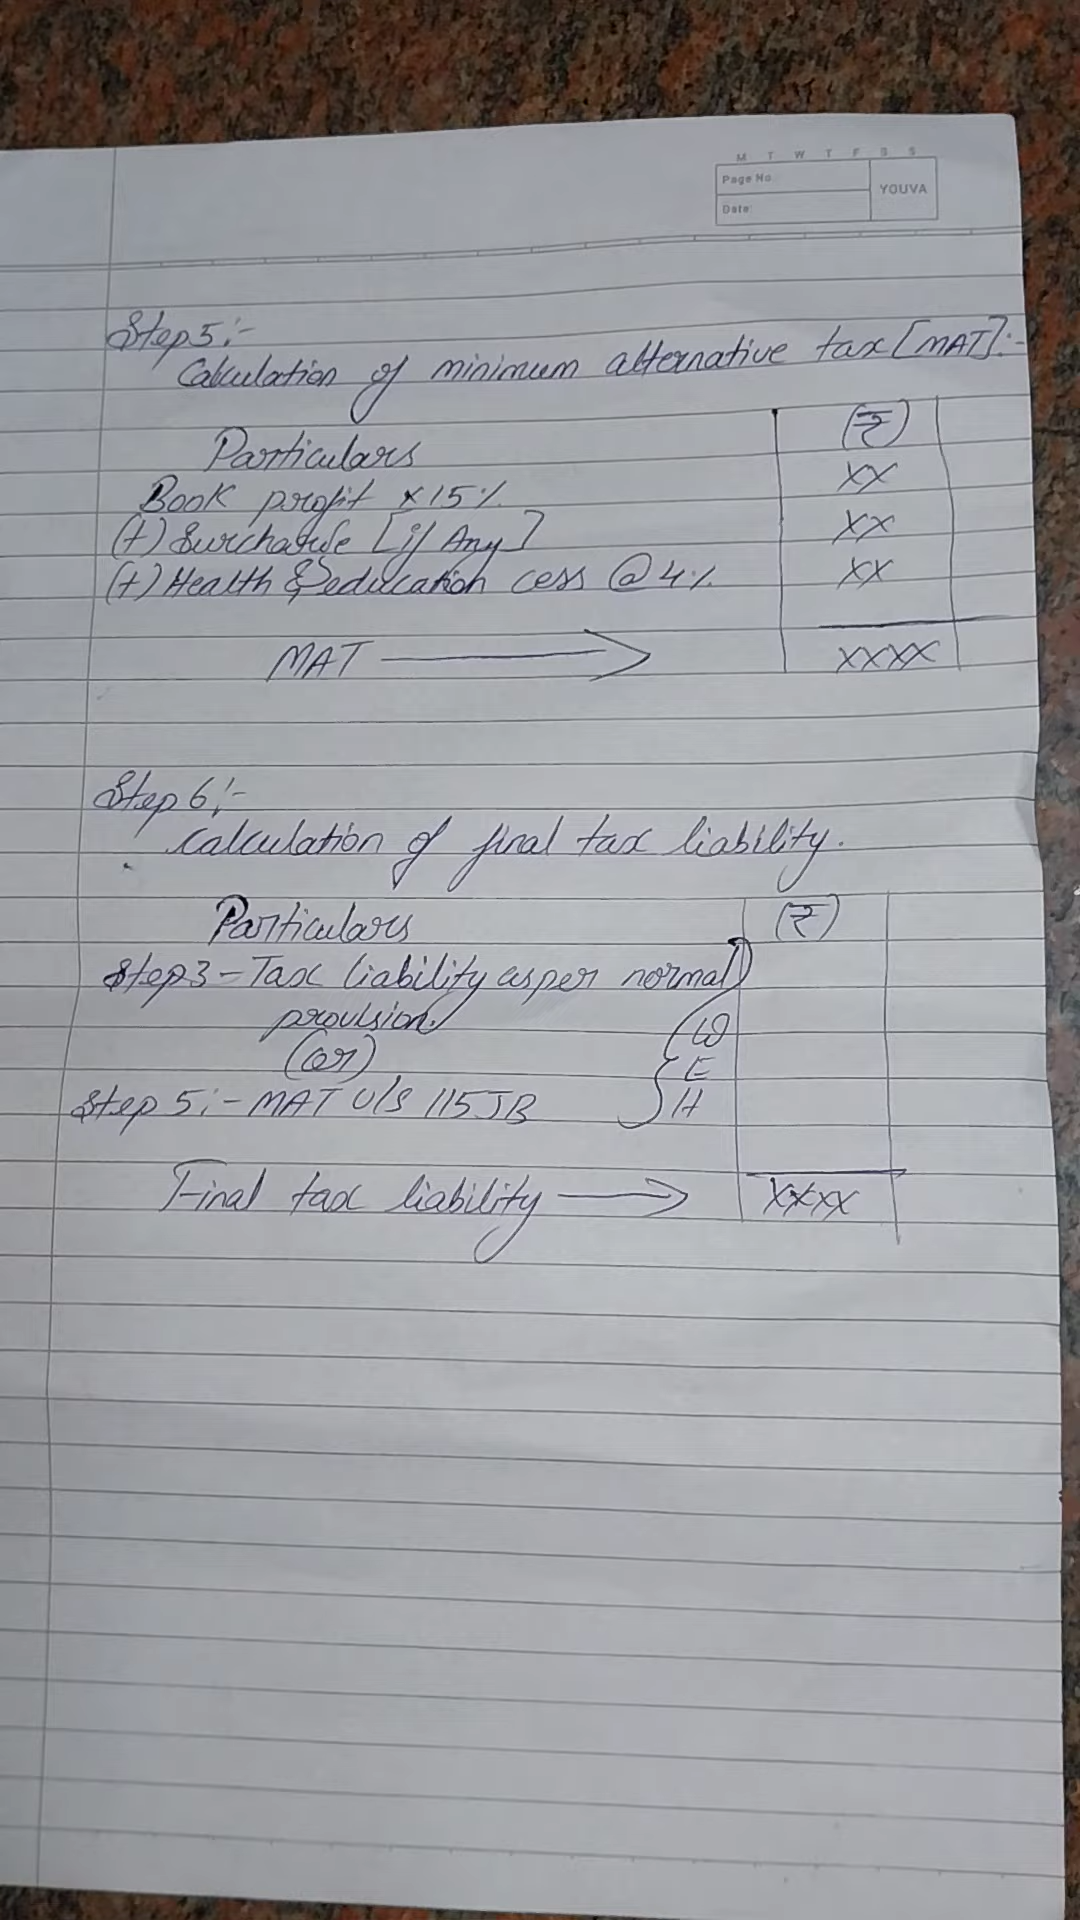 M T W T F S S
Page No:
YOUVA
Date:
Step 5:-
Calculation of minimum alternative tax [MAT]:-
Particulars (₹)
Book profit x 15% XX
(+) Surcharge [if Any] XX
(+) Health & education cess @ 4% XX
MAT → XXXX
Step 6:-
Calculation of final tax liability.
Particulars (₹)
Step3 - Tax liability as per normal
provision. W
(or) E
Step 5:- MAT U/S 115JB H
Final tax liability → XXXX